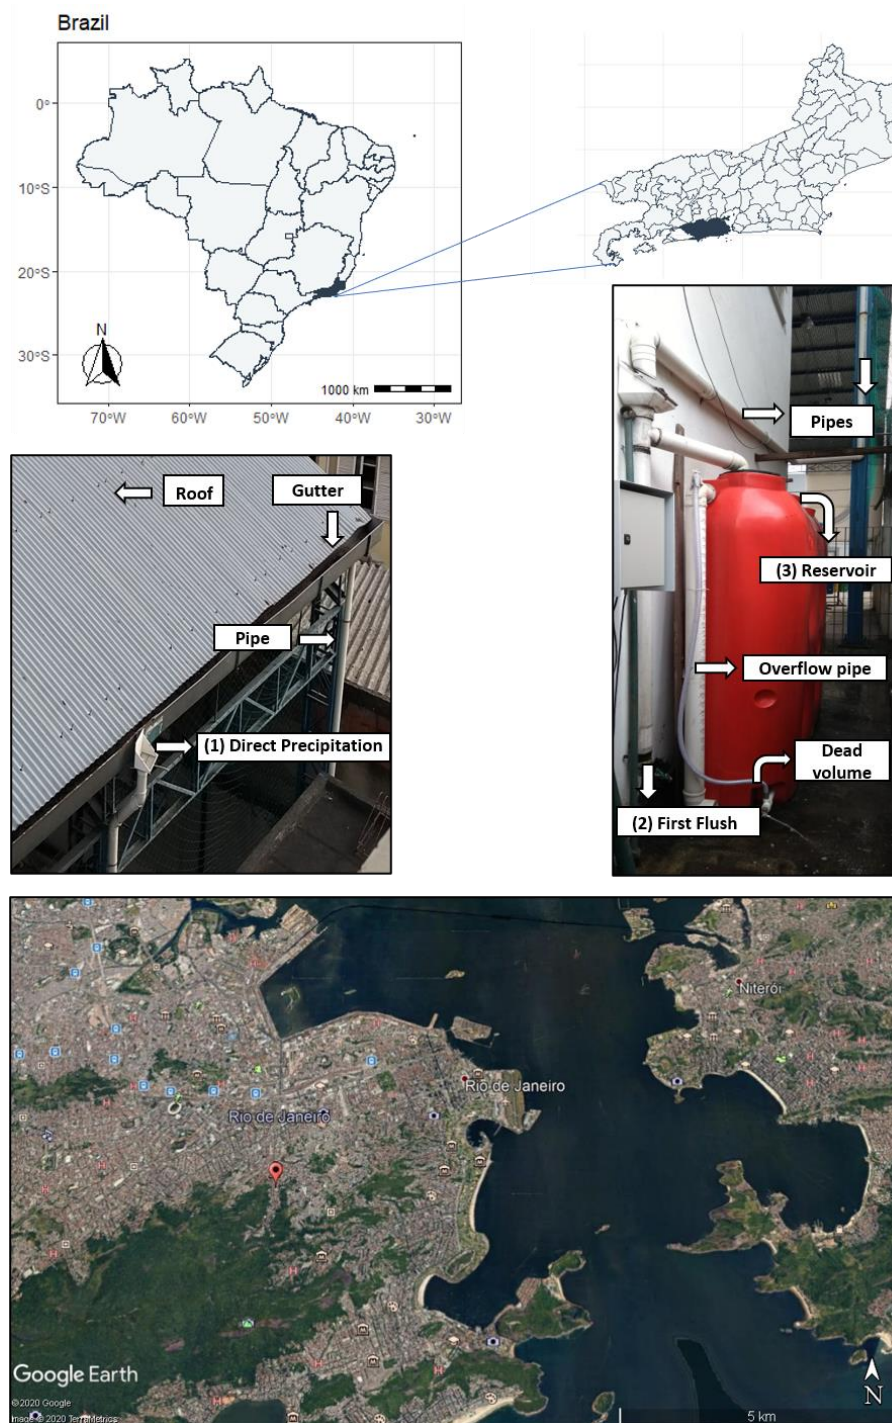 Brazil
0°
10°S
20°S
30°S
N
1000 km
70°W
60°W
50°W
40°W
30°W
Pipes
(3) Reservoir
Overflow pipe
Dead
volume
(2) First Flush
Roof
Gutter
Pipe
(1) Direct Precipitation
Niterói
Rio de Janeiro
Rio de Janeiro
Google Earth
©2020 Google
Image © 2020 TerraMetrics
N
5 km